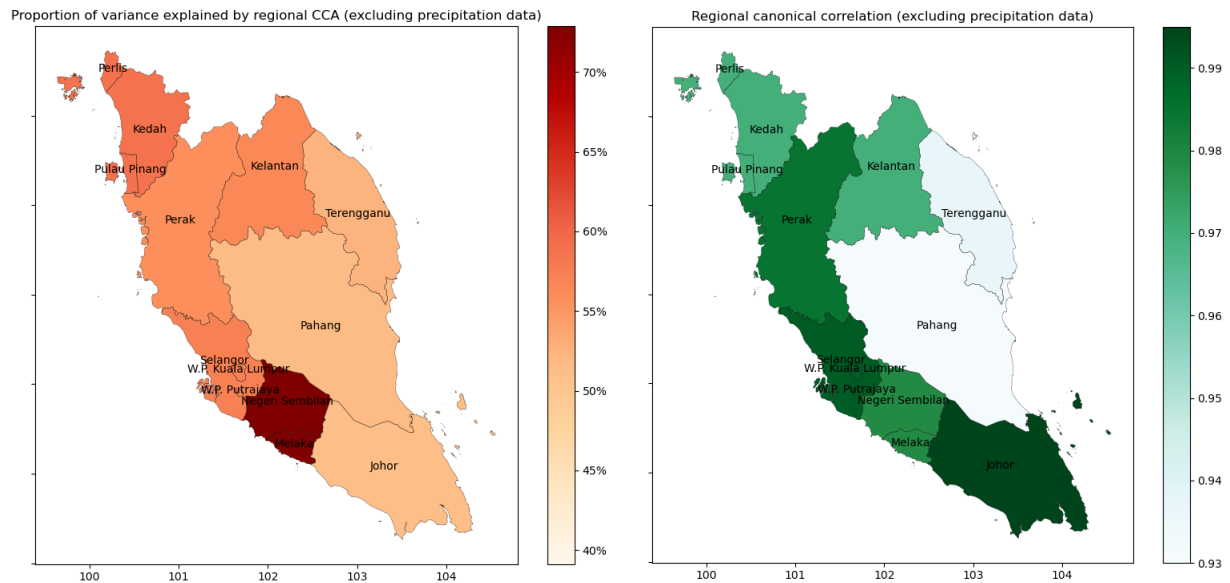 Proportion of variance explained by regional CCA (excluding precipitation data)
Perlis
Kedah
Pulau Pinang
Kelantan
Terengganu
Perak
Pahang
Selangor
W.P. Kuala Lumpur
W.P. Putrajaya
Negeri Sembilan
Melaka
Johor
100
101
102
103
104
70%
65%
60%
55%
50%
45%
40%
Regional canonical correlation (excluding precipitation data)
Perlis
Kedah
Pulau Pinang
Kelantan
Terengganu
Perak
Pahang
Selangor
W.P. Kuala Lumpur
W.P. Putrajaya
Negeri Sembilan
Melaka
Johor
100
101
102
103
104
0.99
0.98
0.97
0.96
0.95
0.94
0.93